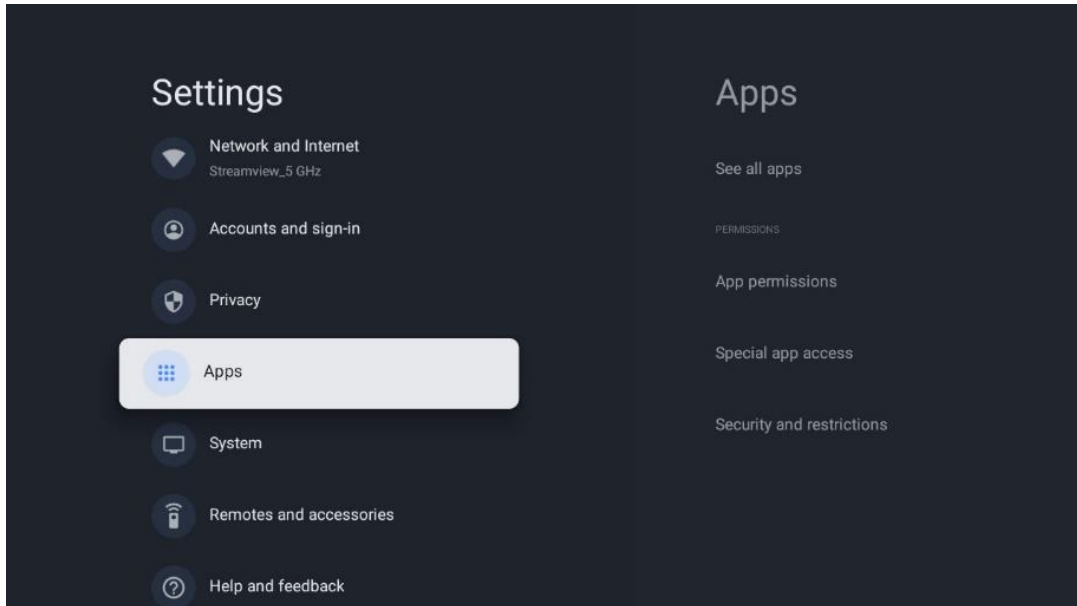 Settings
Network and Internet
Streamview_5 GHz
Accounts and sign-in
Privacy
Apps
System
Remotes and accessories
Help and feedback
Apps
See all apps
PERMISSIONS
App permissions
Special app access
Security and restrictions